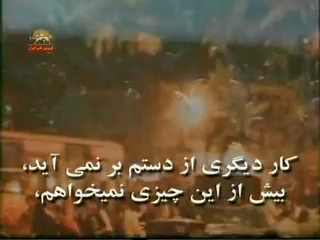 کار دیگری از دستم بر نمی آید،
بیش از این چیزی نمیخواهم،